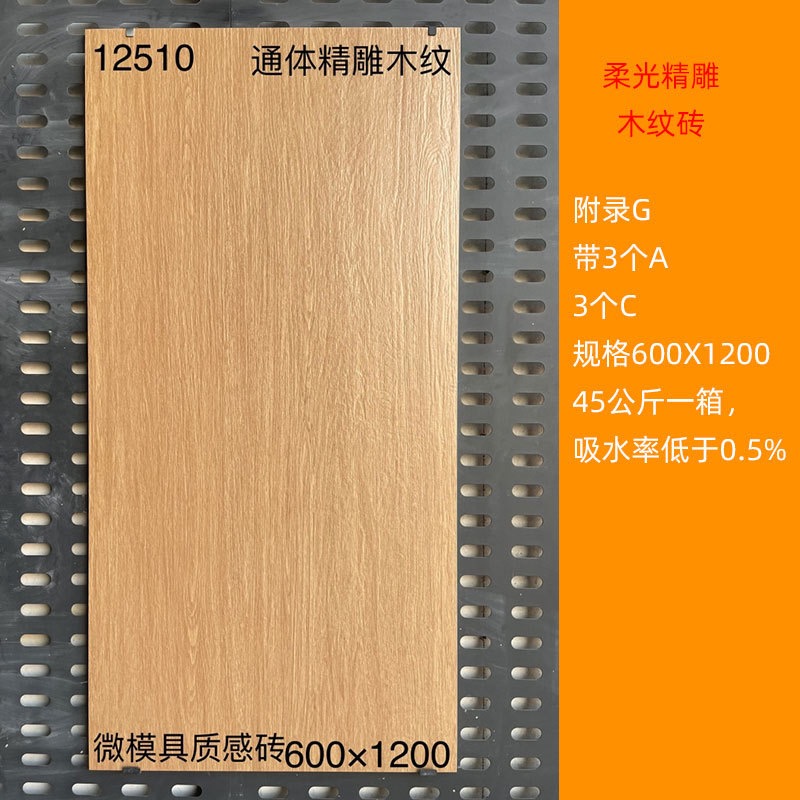 12510 通体精雕木纹
微模具质感砖600×1200
柔光精雕
木纹砖
附录G
带3个A
3个C
规格600X1200
45公斤一箱，
吸水率低于0.5%